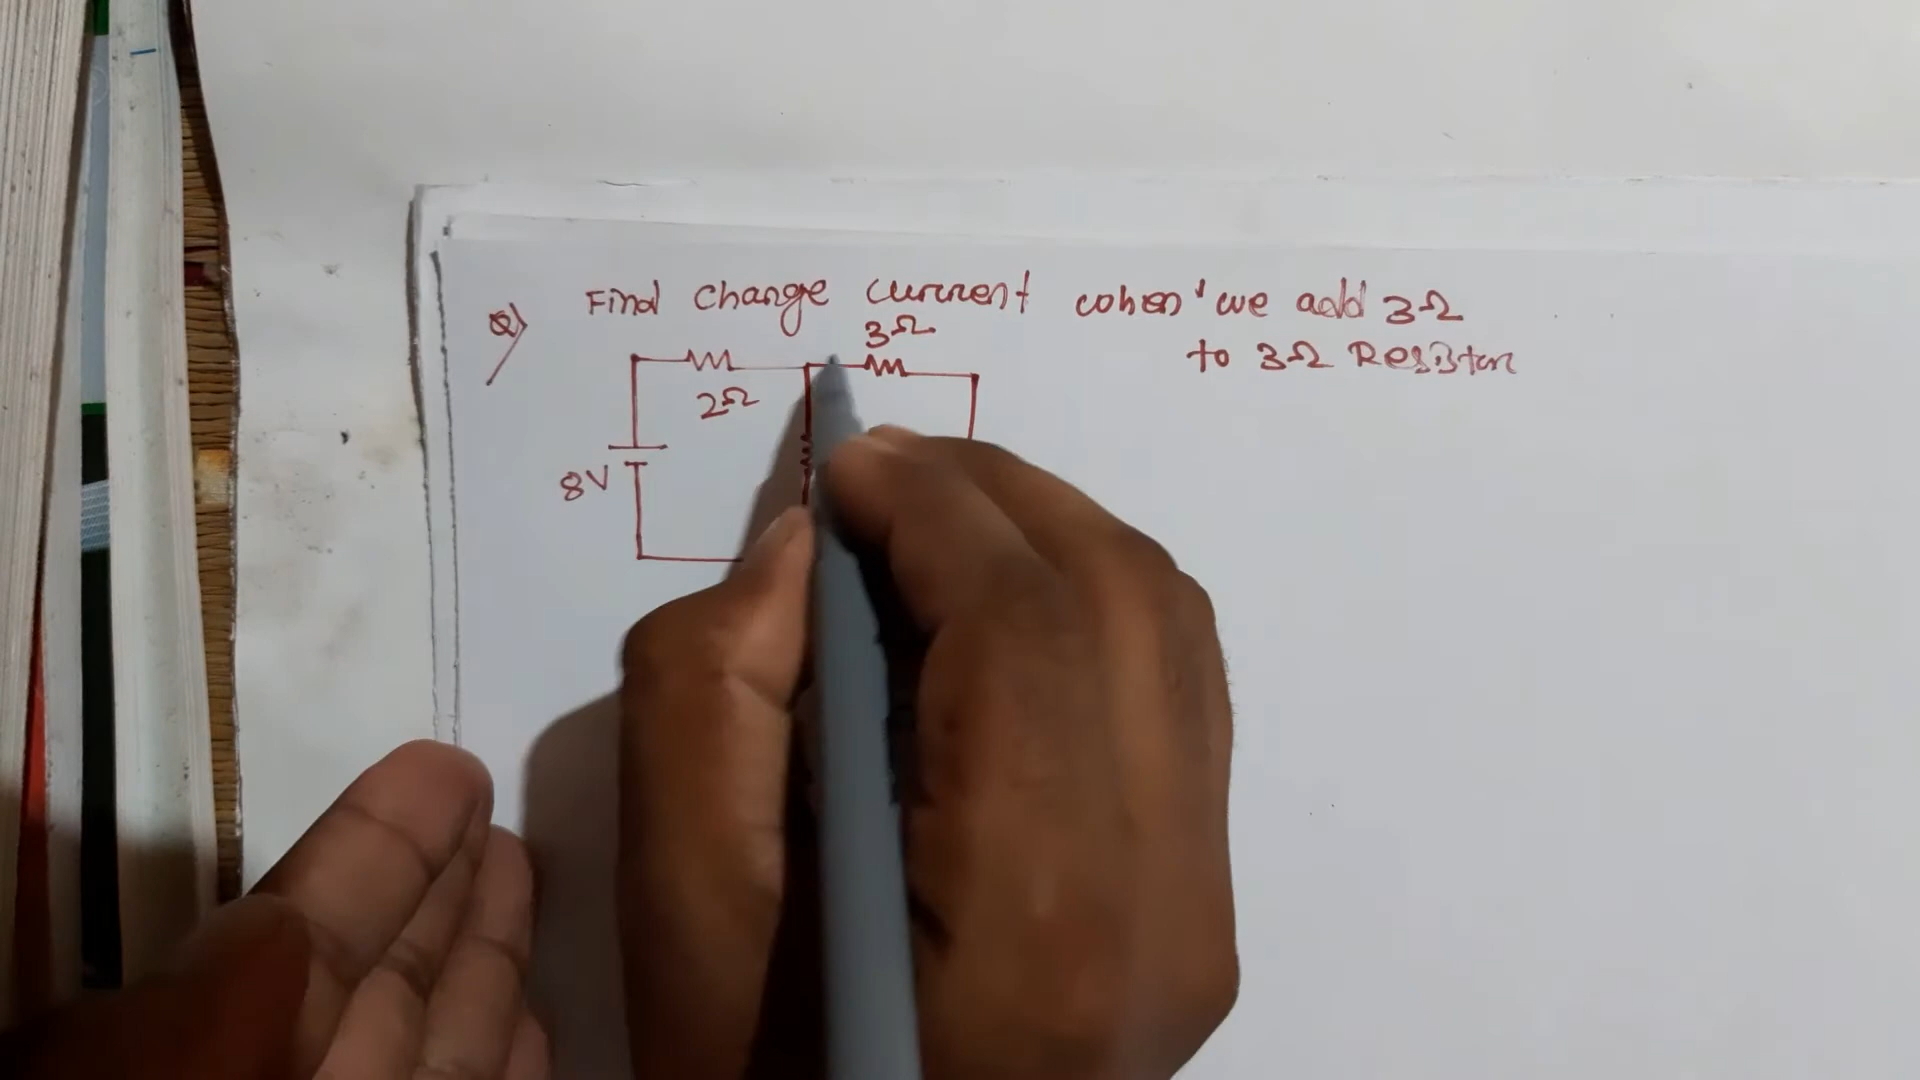 Q) Find change current when we add 3Ω
to 3Ω Resistor
3Ω
2Ω
8V